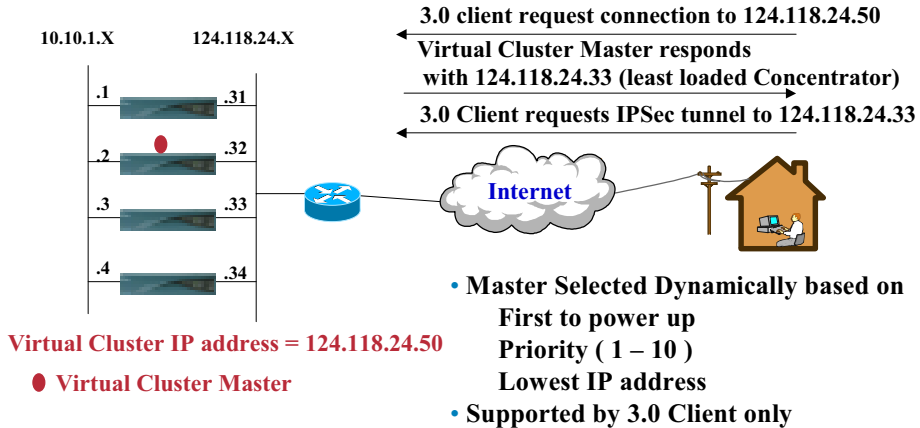 3.0 client request connection to 124.118.24.50
10.10.1.X
124.118.24.X
Virtual Cluster Master responds
with 124.118.24.33 (least loaded Concentrator)
3.0 Client requests IPSec tunnel to 124.118.24.33
.1
.31
.2
.32
.3
.33
.4
.34
Internet
• Master Selected Dynamically based on
First to power up
Priority ( 1 – 10 )
Lowest IP address
• Supported by 3.0 Client only
Virtual Cluster IP address = 124.118.24.50
Virtual Cluster Master